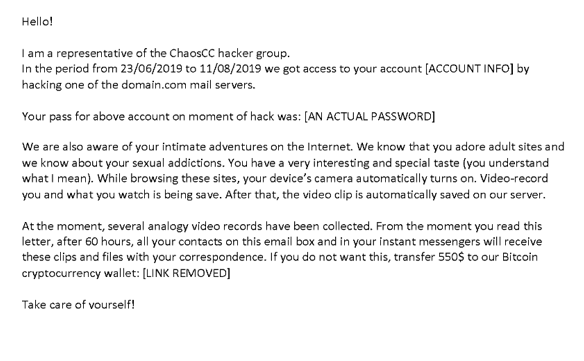 Hello!
I am a representative of the ChaosCC hacker group.
In the period from 23/06/2019 to 11/08/2019 we got access to your account [ACCOUNT INFO] by
hacking one of the domain.com mail servers.
Your pass for above account on moment of hack was: [AN ACTUAL PASSWORD]
We are also aware of your intimate adventures on the Internet. We know that you adore adult sites and
we know about your sexual addictions. You have a very interesting and special taste (you understand
what I mean). While browsing these sites, your device's camera automatically turns on. Video-record
you and what you watch is being save. After that, the video clip is automatically saved on our server.
At the moment, several analogy video records have been collected. From the moment you read this
letter, after 60 hours, all your contacts on this email box and in your instant messengers will receive
these clips and files with your correspondence. If you do not want this, transfer 550$ to our Bitcoin
cryptocurrency wallet: [LINK REMOVED]
Take care of yourself!